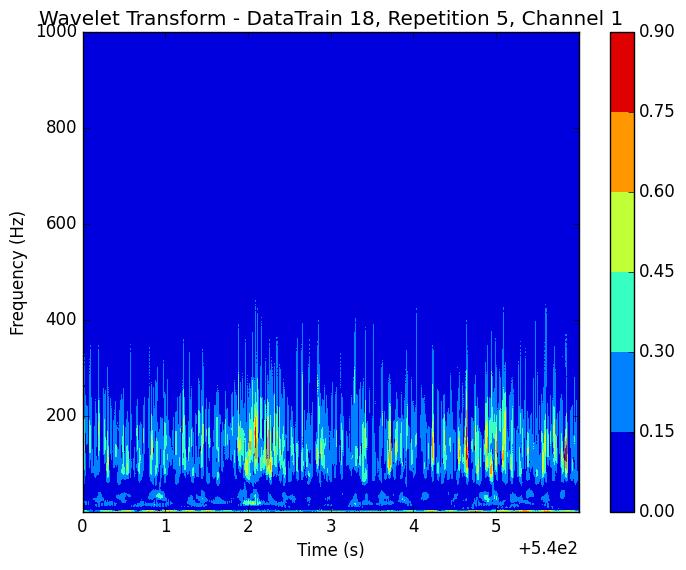 Wavelet Transform - DataTrain 18, Repetition 5, Channel 1
1000
800
600
400
200
Frequency (Hz)
0 1 2 3 4 5
Time (s)
+5.4e2
0.90
0.75
0.60
0.45
0.30
0.15
0.00